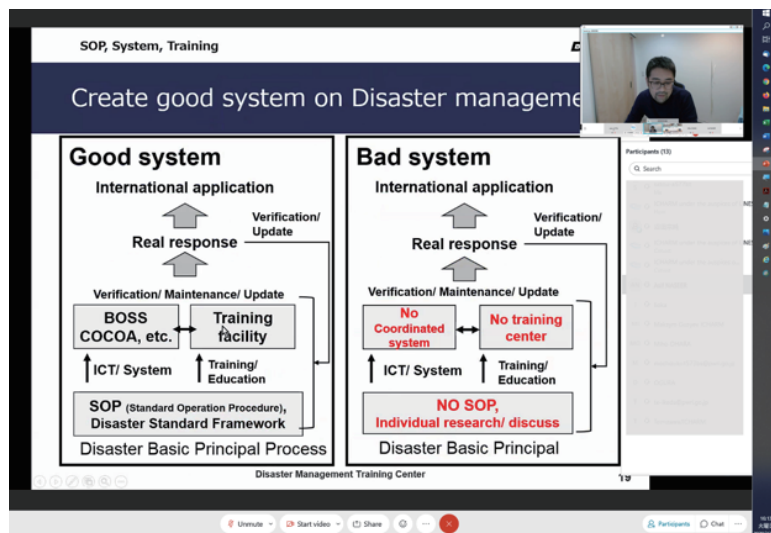 SOP, System, Training
Create good system on Disaster manageme
Good system
International application
Verification/
Update
Real response
Verification/ Maintenance/ Update
BOSS
COCOA, etc.
Training
facility
ICT/ System
Training/
Education
SOP (Standard Operation Procedure),
Disaster Standard Framework
Disaster Basic Principal Process
Bad system
International application
Verification/
Update
Real response
Verification/ Maintenance/ Update
No
Coordinated
system
No training
center
ICT/ System
Training/
Education
NO SOP,
Individual research/ discuss
Disaster Basic Principal
Disaster Management Training Center
19
Participants (13)
Search
Unmute
Start video
Share
Participants
Chat